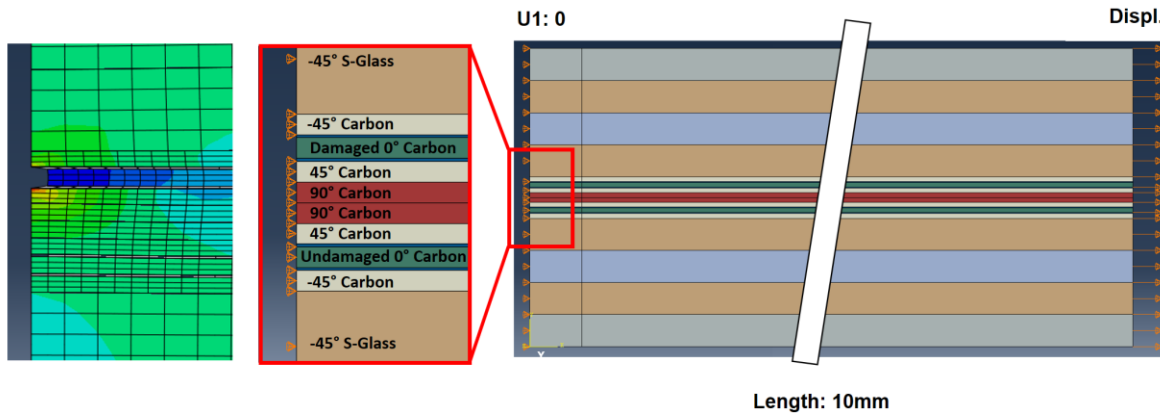 U1: 0
Displ.
-45° S-Glass
-45° Carbon
Damaged 0° Carbon
45° Carbon
90° Carbon
90° Carbon
45° Carbon
Undamaged 0° Carbon
-45° Carbon
-45° S-Glass
Y
Length: 10mm